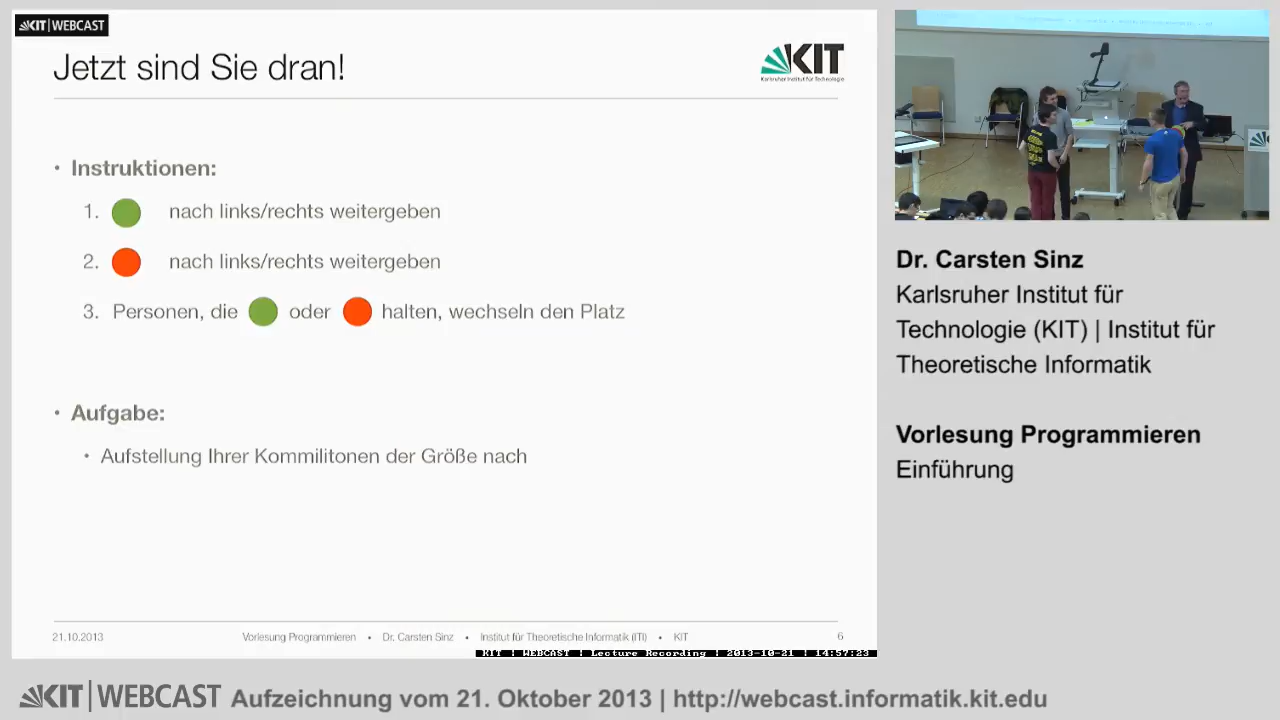 KIT | WEBCAST
Jetzt sind Sie dran!
KIT
Karlsruher Institut für Technologie
• Instruktionen:
1. nach links/rechts weitergeben
2. nach links/rechts weitergeben
3. Personen, die oder halten, wechseln den Platz
• Aufgabe:
• Aufstellung Ihrer Kommilitonen der Größe nach
21.10.2013 Vorlesung Programmieren • Dr. Carsten Sinz • Institut für Theoretische Informatik (ITI) • KIT 6
KIT | WEBCAST | Lecture Recording | 2013-10-21 | 14:57:23
Dr. Carsten Sinz
Karlsruher Institut für
Technologie (KIT) | Institut für
Theoretische Informatik
Vorlesung Programmieren
Einführung
KIT | WEBCAST Aufzeichnung vom 21. Oktober 2013 | http://webcast.informatik.kit.edu